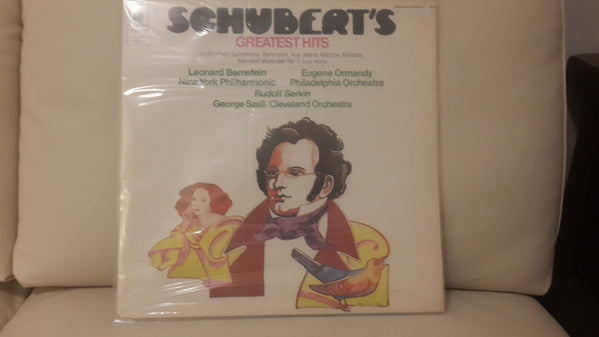 SCHUBERT'S
GREATEST HITS
Unfinished Symphony, Serenade, Ave Maria, Marche Militaire,
Moment Musicale No. 3 and more
Leonard Bernstein Eugene Ormandy
New York Philharmonic Philadelphia Orchestra
Rudolf Serkin
George Szell/Cleveland Orchestra